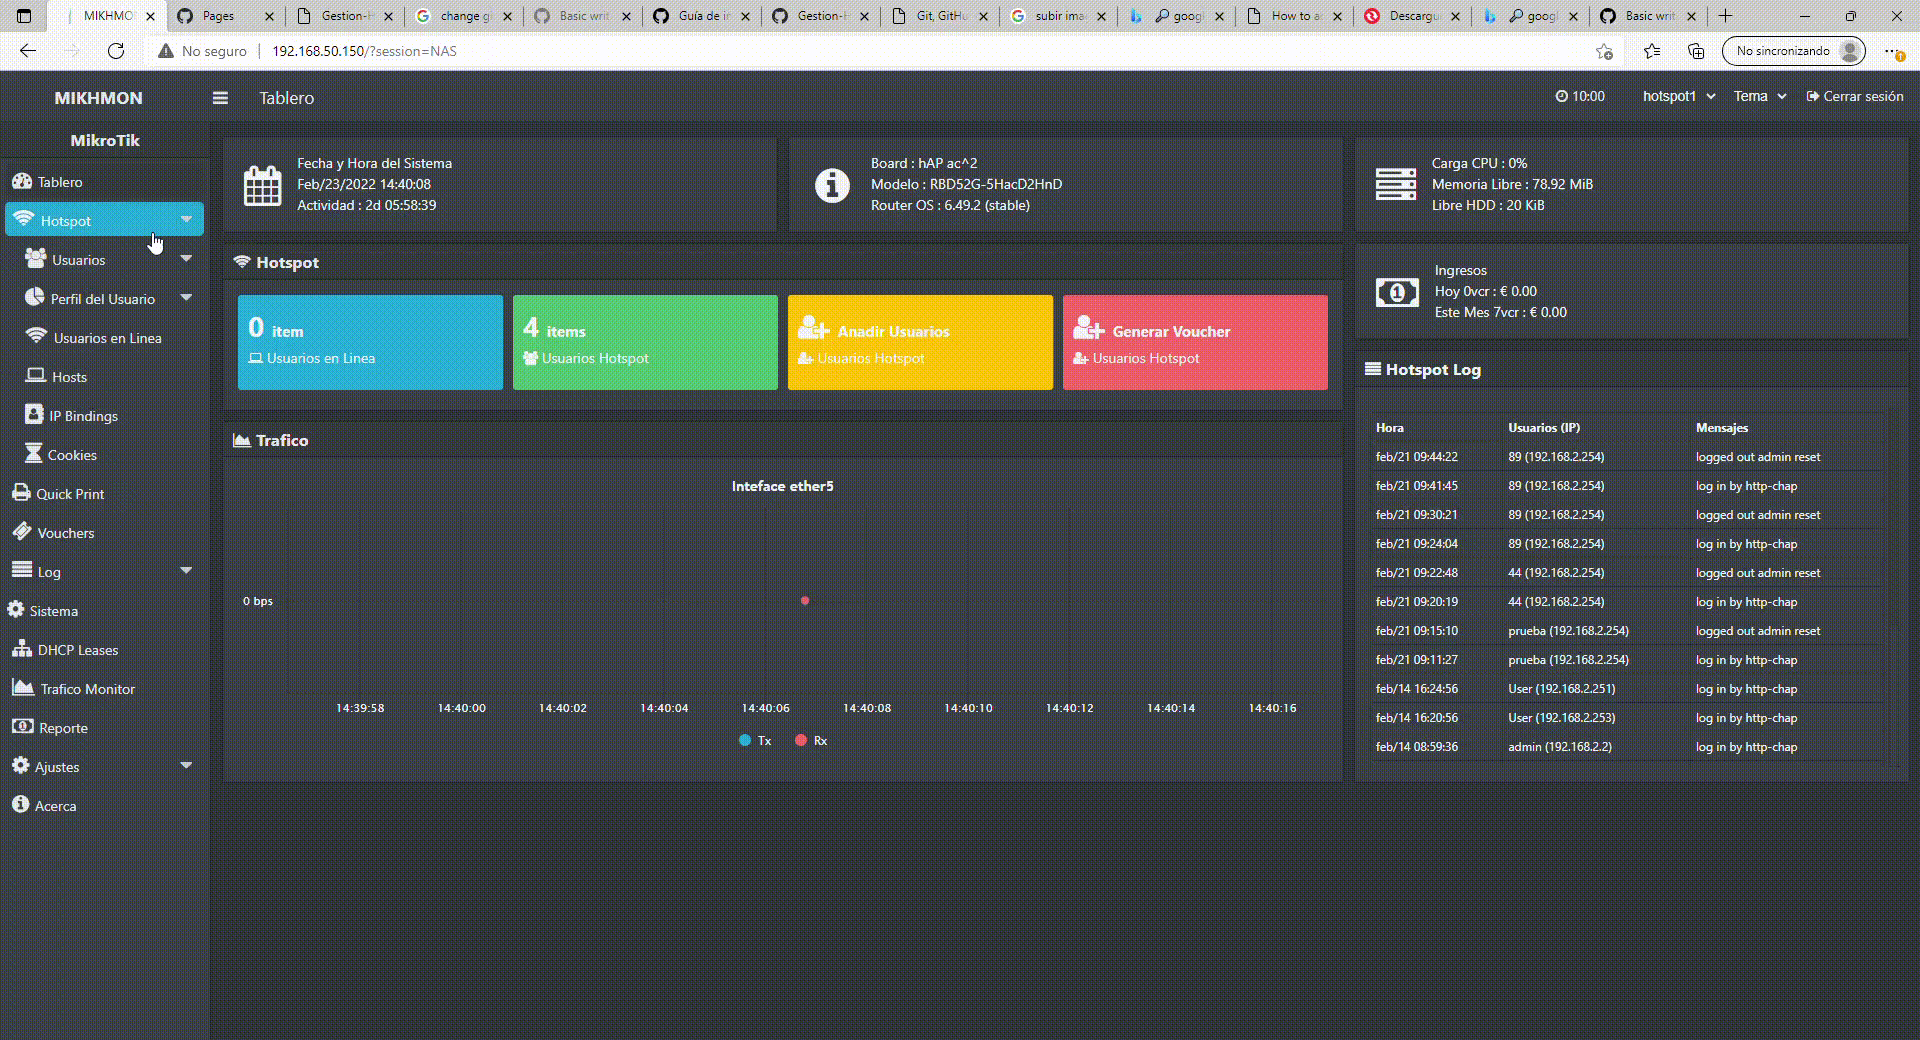 MIKHMO
Pages
Gestion-H
change gi
Basic writ
Guía de i
Gestion-H
Git, GitHu
subir ima
googl
How to a
Descargu
googl
Basic writ
No seguro
192.168.50.150/?session=NAS
No sincronizando
MIKHMON
Tablero
10:00
hotspot1
Tema
Cerrar sesión
MikroTik
Tablero
Hotspot
Usuarios
Perfil del Usuario
Usuarios en Linea
Hosts
IP Bindings
Cookies
Quick Print
Vouchers
Log
Sistema
DHCP Leases
Trafico Monitor
Reporte
Ajustes
Acerca
Fecha y Hora del Sistema
Feb/23/2022 14:40:08
Actividad : 2d 05:58:39
Board : hAP ac^2
Modelo : RBD52G-5HacD2HnD
Router OS : 6.49.2 (stable)
Carga CPU : 0%
Memoria Libre : 78.92 MiB
Libre HDD : 20 KiB
Hotspot
0 item
Usuarios en Linea
4 items
Usuarios Hotspot
Anadir Usuarios
Usuarios Hotspot
Generar Voucher
Usuarios Hotspot
Ingresos
Hoy 0vcr : € 0.00
Este Mes 7vcr : € 0.00
Trafico
Inteface ether5
0 bps
14:39:58 14:40:00 14:40:02 14:40:04 14:40:06 14:40:08 14:40:10 14:40:12 14:40:14 14:40:16
Tx Rx
Hotspot Log
Hora Usuarios (IP) Mensajes
feb/21 09:44:22 89 (192.168.2.254) logged out admin reset
feb/21 09:41:45 89 (192.168.2.254) log in by http-chap
feb/21 09:30:21 89 (192.168.2.254) logged out admin reset
feb/21 09:24:04 89 (192.168.2.254) log in by http-chap
feb/21 09:22:48 44 (192.168.2.254) logged out admin reset
feb/21 09:20:19 44 (192.168.2.254) log in by http-chap
feb/21 09:15:10 prueba (192.168.2.254) logged out admin reset
feb/21 09:11:27 prueba (192.168.2.254) log in by http-chap
feb/14 16:24:56 User (192.168.2.251) log in by http-chap
feb/14 16:20:56 User (192.168.2.253) log in by http-chap
feb/14 08:59:36 admin (192.168.2.2) log in by http-chap